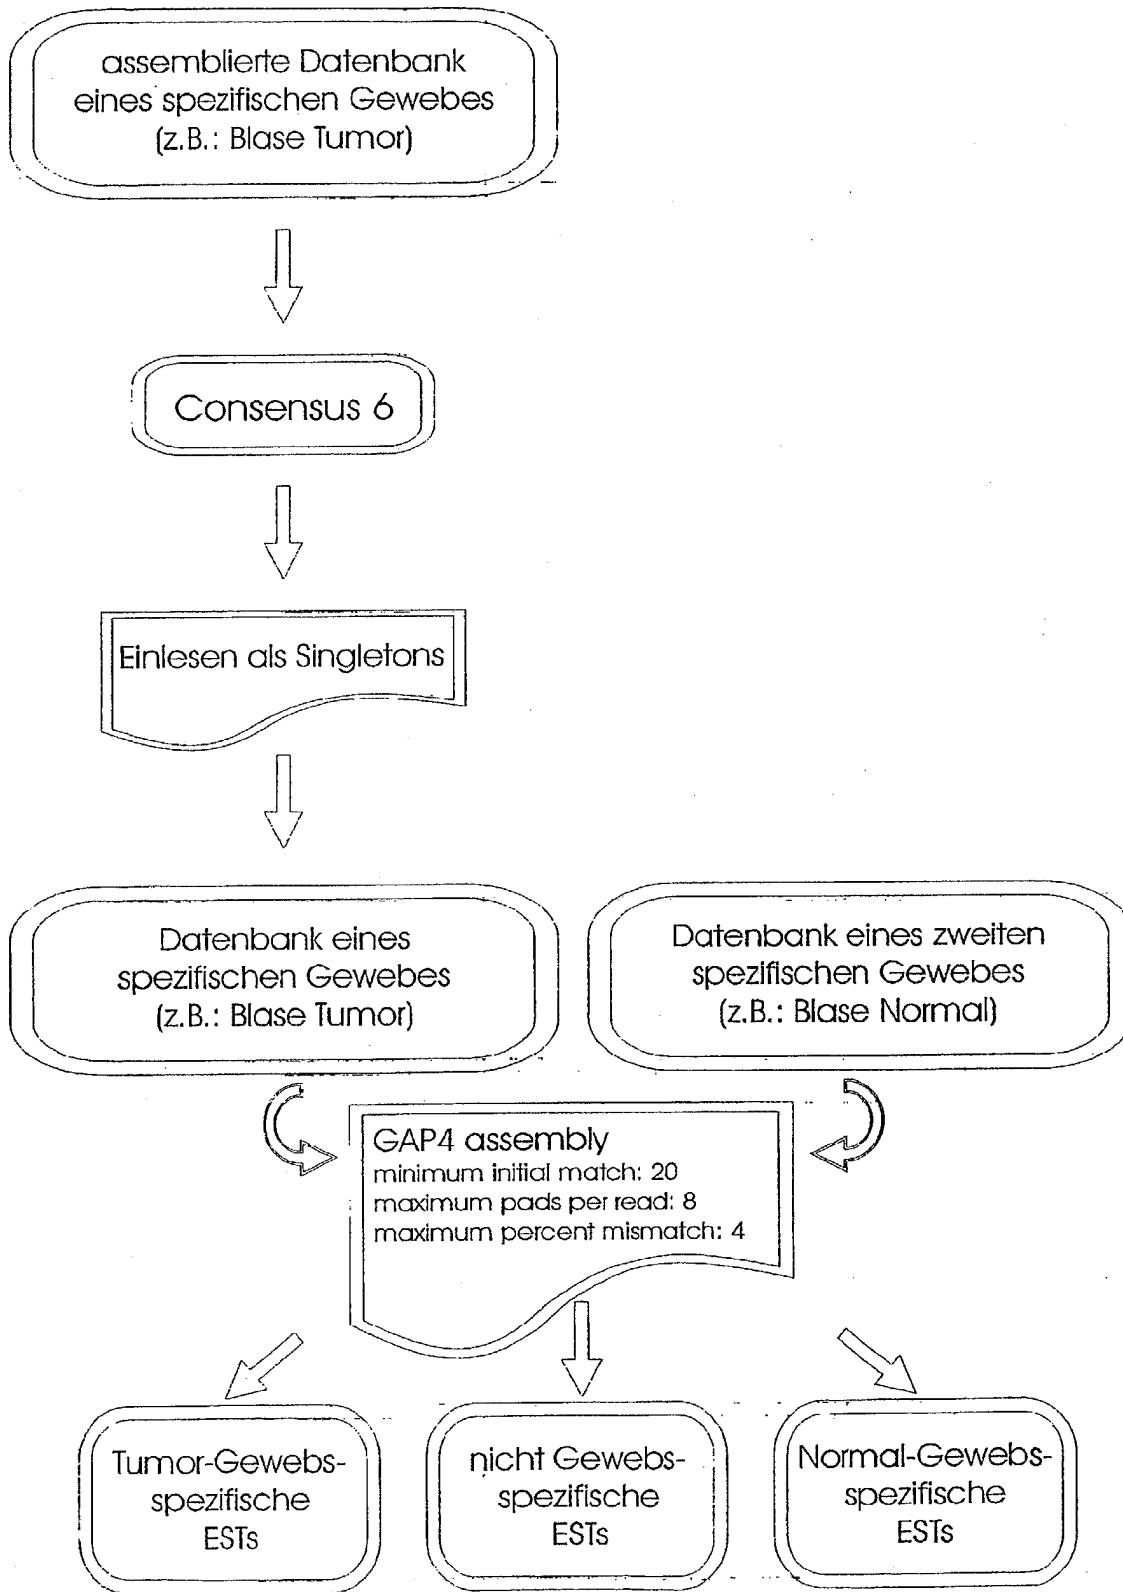 assemblierte Datenbank
eines spezifischen Gewebes
(z.B.: Blase Tumor)
Consensus 6
Einlesen als Singletons
Datenbank eines
spezifischen Gewebes
(z.B.: Blase Tumor)
Datenbank eines zweiten
spezifischen Gewebes
(z.B.: Blase Normal)
GAP4 assembly
minimum initial match: 20
maximum pads per read: 8
maximum percent mismatch: 4
Tumor-Gewebs-
spezifische
ESTs
nicht Gewebs-
spezifische
ESTs
Normal-Gewebs-
spezifische
ESTs